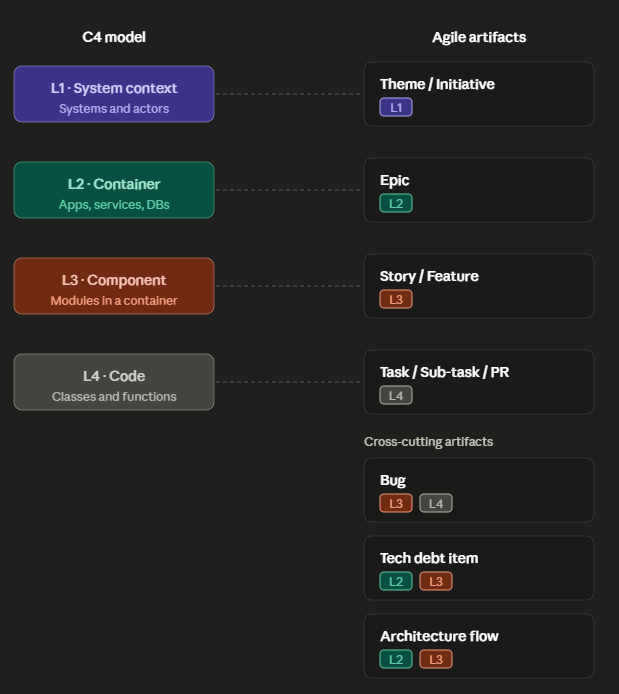 C4 model
Agile artifacts
L1 · System context
Systems and actors
Theme / Initiative
L1
L2 · Container
Apps, services, DBs
Epic
L2
L3 · Component
Modules in a container
Story / Feature
L3
L4 · Code
Classes and functions
Task / Sub-task / PR
L4
Cross-cutting artifacts
Bug
L3 L4
Tech debt item
L2 L3
Architecture flow
L2 L3